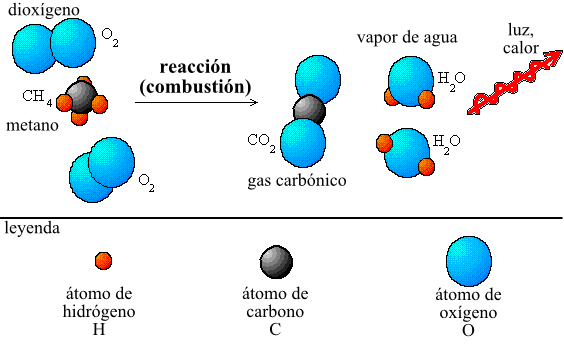 dioxígeno
O2
CH4
metano
O2
reacción
(combustión)
CO2
gas carbónico
vapor de agua
H2O
H2O
luz,
calor
leyenda
átomo de
hidrógeno
H
átomo de
carbono
C
átomo de
oxígeno
O